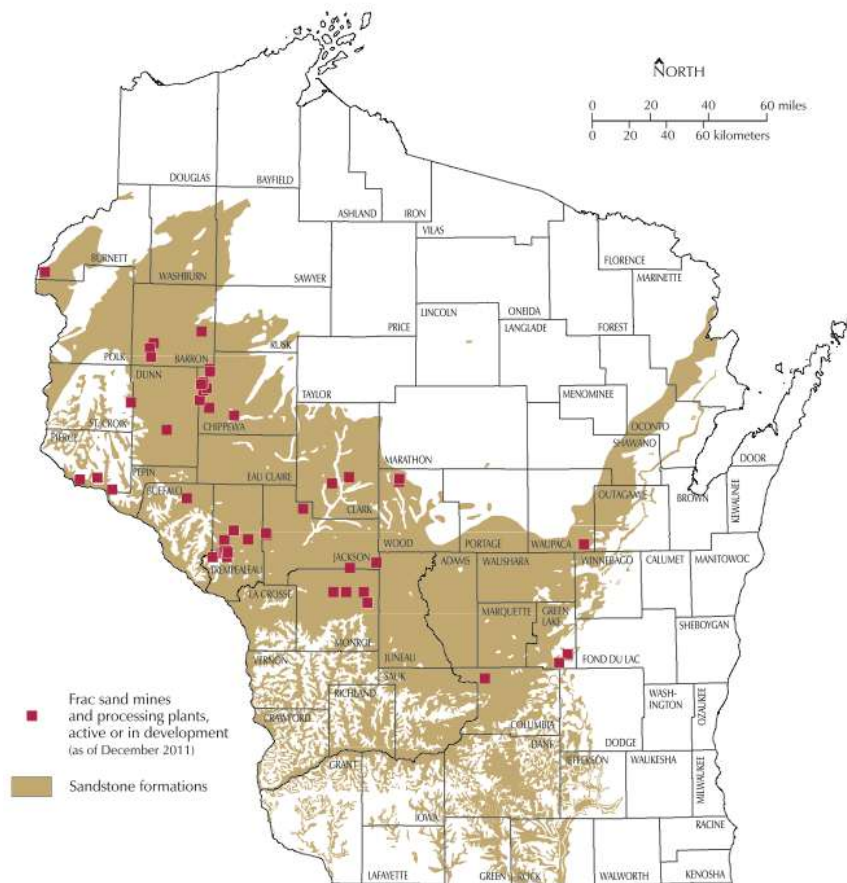 NORTH
0 20 40 60 miles
0 20 40 60 kilometers
DOUGLAS
BAYFIELD
ASHLAND
IRON
VILAS
FLORENCE
BURNETT
WASHBURN
SAWYER
MARINETTE
LINCOLN
ONEIDA
PRICE
LANGLADE
FOREST
POLK
BARRON
RUSK
DUNN
TAYLOR
MENOMINEE
ST. CROIX
CHIPPEWA
OCONTO
PIERCE
MARATHON
SHAWANO
DOOR
PEPIN
EAU CLAIRE
BUFFALO
CLARK
OUTAGAMIE
BROWN
KEWAUNEE
WOOD
PORTAGE
WAUPACA
TREMPEALEAU
JACKSON
ADAMS
WAUSHARA
WINNEBAGO
CALUMET
MANITOWOC
LA CROSSE
MARQUETTE
GREEN
LAKE
MONROE
SHEBOYGAN
VERNON
JUNEAU
FOND DU LAC
SAUK
RICHLAND
CRAWFORD
COLUMBIA
WASH-
INGTON
OZAUKEE
DODGE
DANE
GRANT
JEFFERSON
WAUKESHA
MILWAUKEE
IOWA
RACINE
LAFAYETTE
GREEN
ROCK
WALWORTH
KENOSHA
Frac sand mines
and processing plants,
active or in development
(as of December 2011)
Sandstone formations